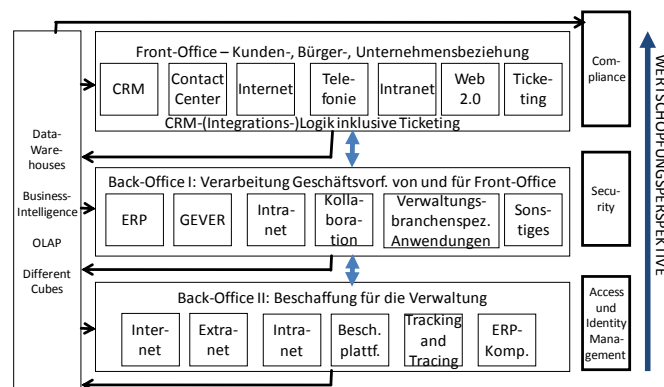 Data-
Ware-
houses
Business-
Intelligence
OLAP
Different
Cubes
Front-Office – Kunden-, Bürger-, Unternehmensbeziehung
CRM
Contact
Center
Internet
Tele-
fonie
Intranet
Web
2.0
Ticke-
ting
CRM-(Integrations-)Logik inklusive Ticketing
Back-Office I: Verarbeitung Geschäftsvorf. von und für Front-Office
ERP
GEVER
Intra-
net
Kolla-
boration
Verwaltungs-
branchenspez.
Anwendungen
Sons-
tiges
Back-Office II: Beschaffung für die Verwaltung
Inter-
net
Extra-
net
Intra-
net
Besch.
plattf.
Tracking
and
Tracing
ERP-
Komp.
Com-
pliance
Secu-
rity
Access
und
Identity
Mana-
gement
WERTSCHÖPFUNGSPERSPEKTIVE